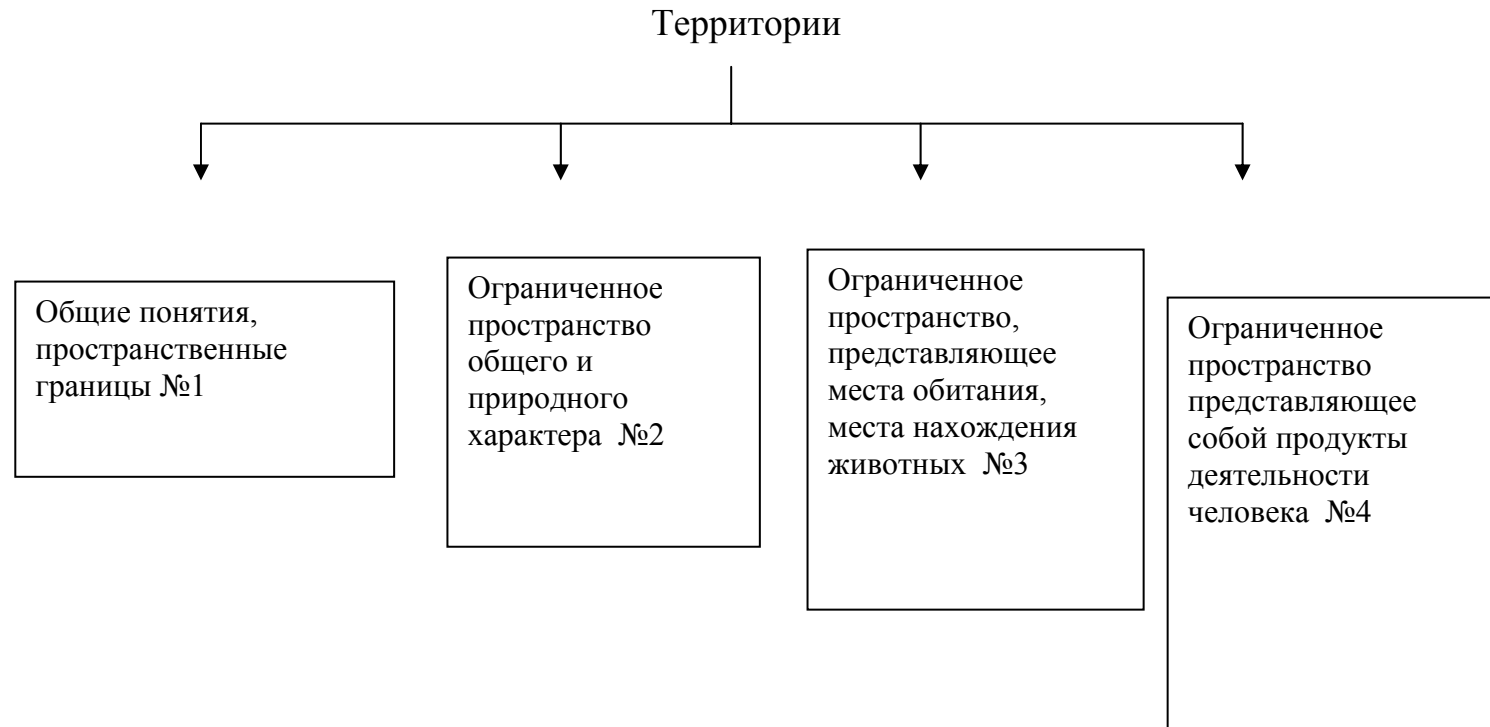 Территории
Общие понятия,
пространственные
границы №1
Ограниченное
пространство
общего и
природного
характера №2
Ограниченное
пространство,
представляющее
места обитания,
места нахождения
животных №3
Ограниченное
пространство
представляющее
собой продукты
деятельности
человека №4